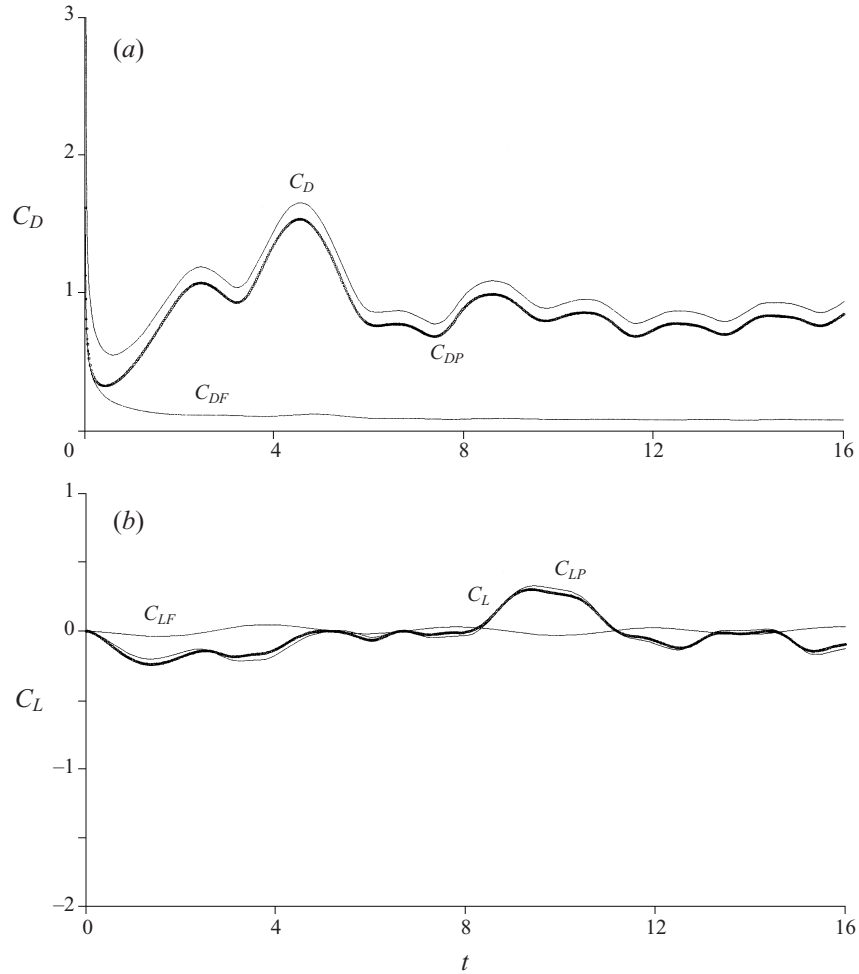 3
(a)
2
C_D
C_D
1
C_DP
C_DF
0 4 8 12 16
1
(b)
C_LP
C_L
C_LF
0
C_L
–1
–2
0 4 8 12 16
t